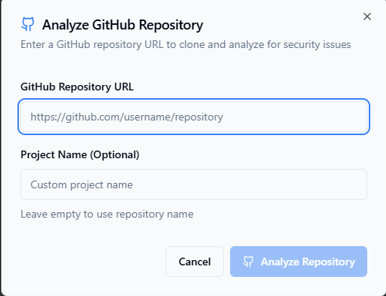 Analyze GitHub Repository
Enter a GitHub repository URL to clone and analyze for security issues
GitHub Repository URL
https://github.com/username/repository
Project Name (Optional)
Custom project name
Leave empty to use repository name
Cancel
Analyze Repository